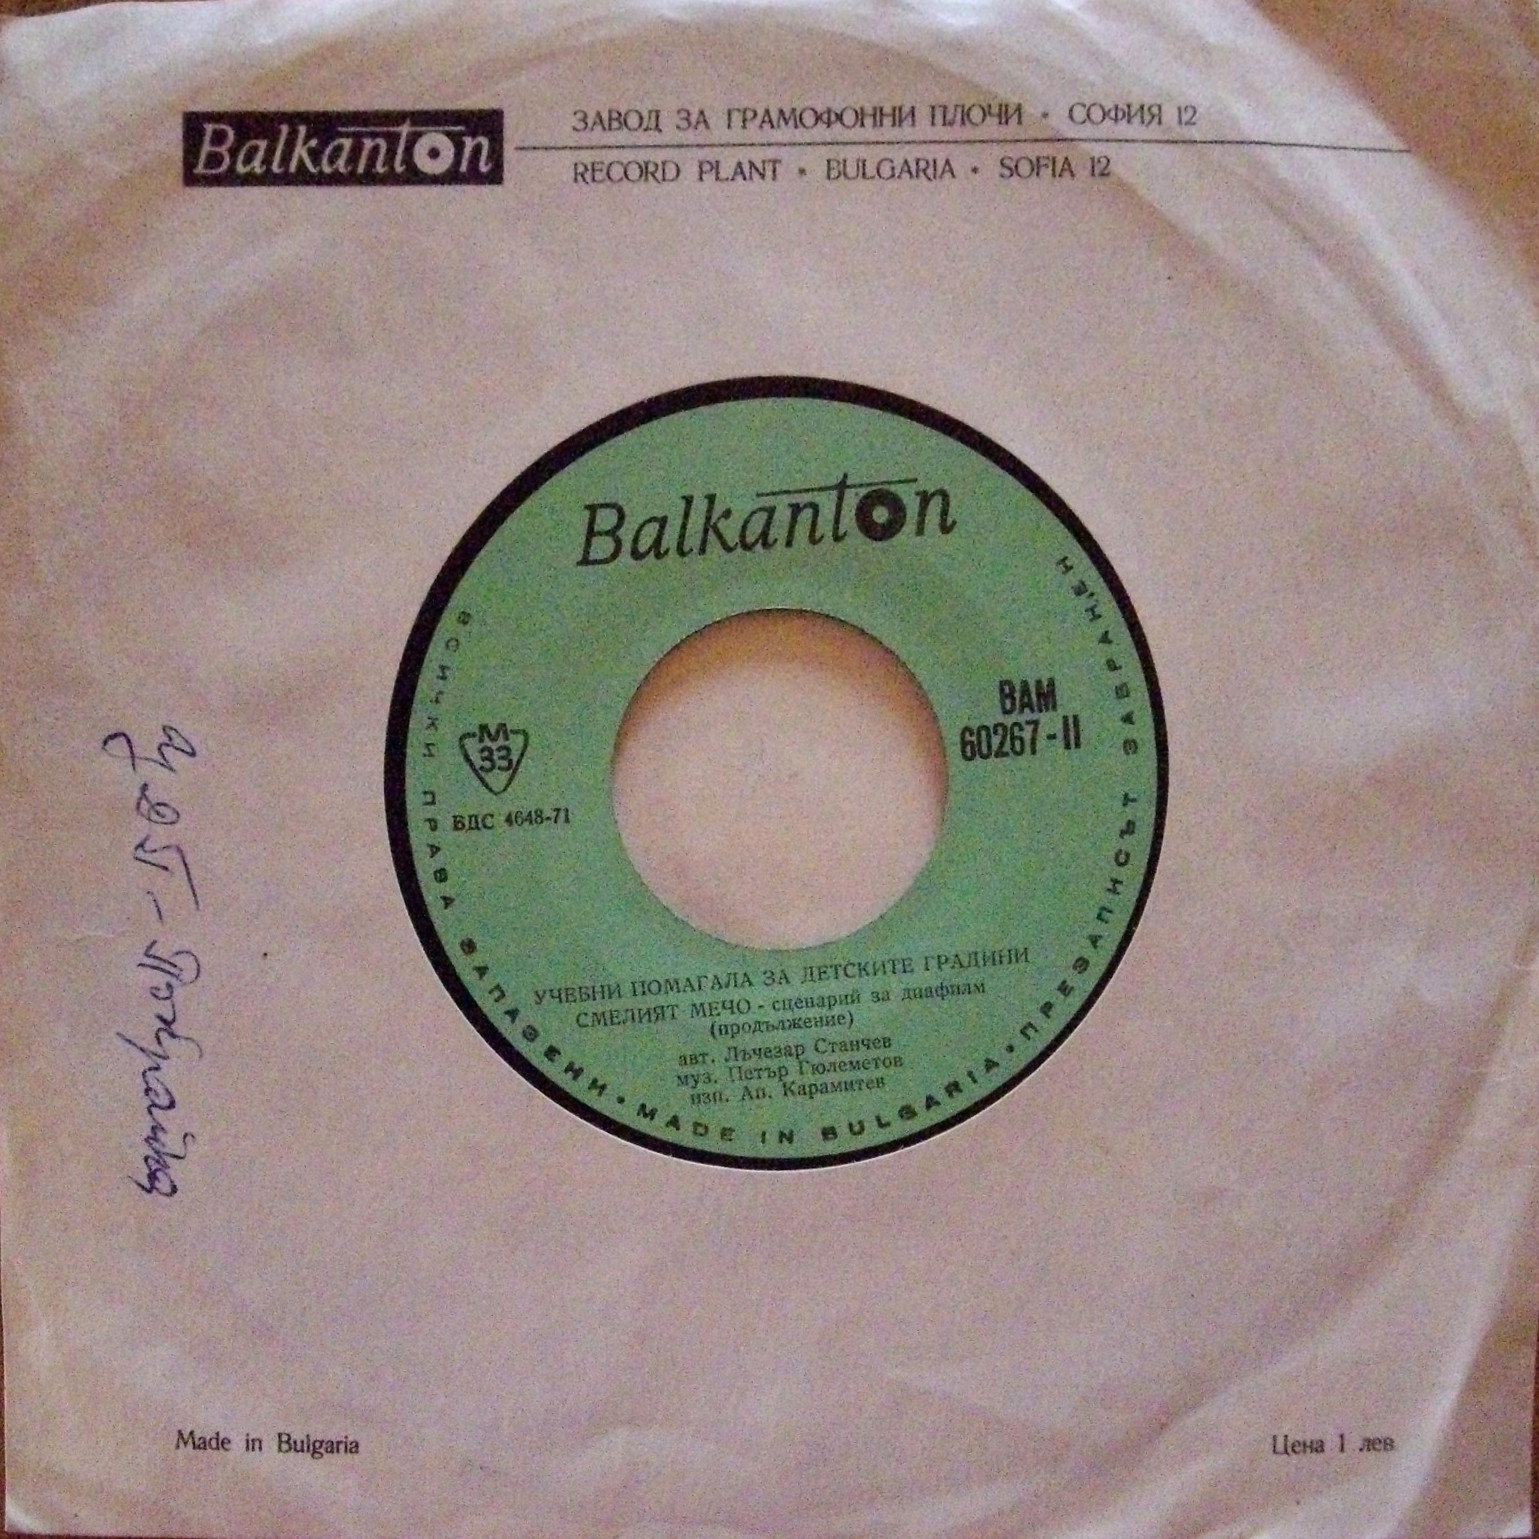 Balkanton
ЗАВОД ЗА ГРАМОФОННИ ПЛОЧИ • СОФИЯ 12
RECORD PLANT • BULGARIA • SOFIA 12
Balkanton
ВСИЧКИ ПРАВА ЗАПАЗЕНИ • MADE IN BULGARIA • ПРЕЗАПИСЪТ ЗАБРАНЕН
М
33
БДС 4648-71
ВАМ
60267-II
УЧЕБНИ ПОМАГАЛА ЗА ДЕТСКИТЕ ГРАДИНИ
СМЕЛИЯТ МЕЧО - сценарий за диафилм
(продължение)
авт. Лъчезар Станчев
муз. Петър Гюлеметов
изп. Ап. Карамитев
Made in Bulgaria
Цена 1 лев